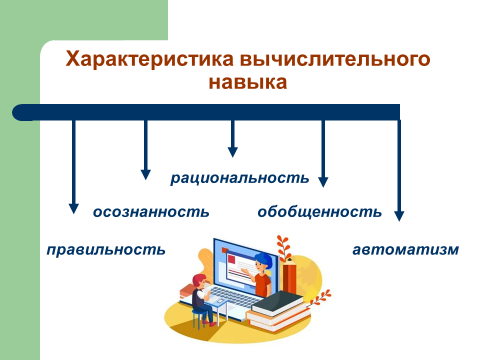 Характеристика вычислительного
навыка
рациональность
осознанность обобщенность
правильность автоматизм